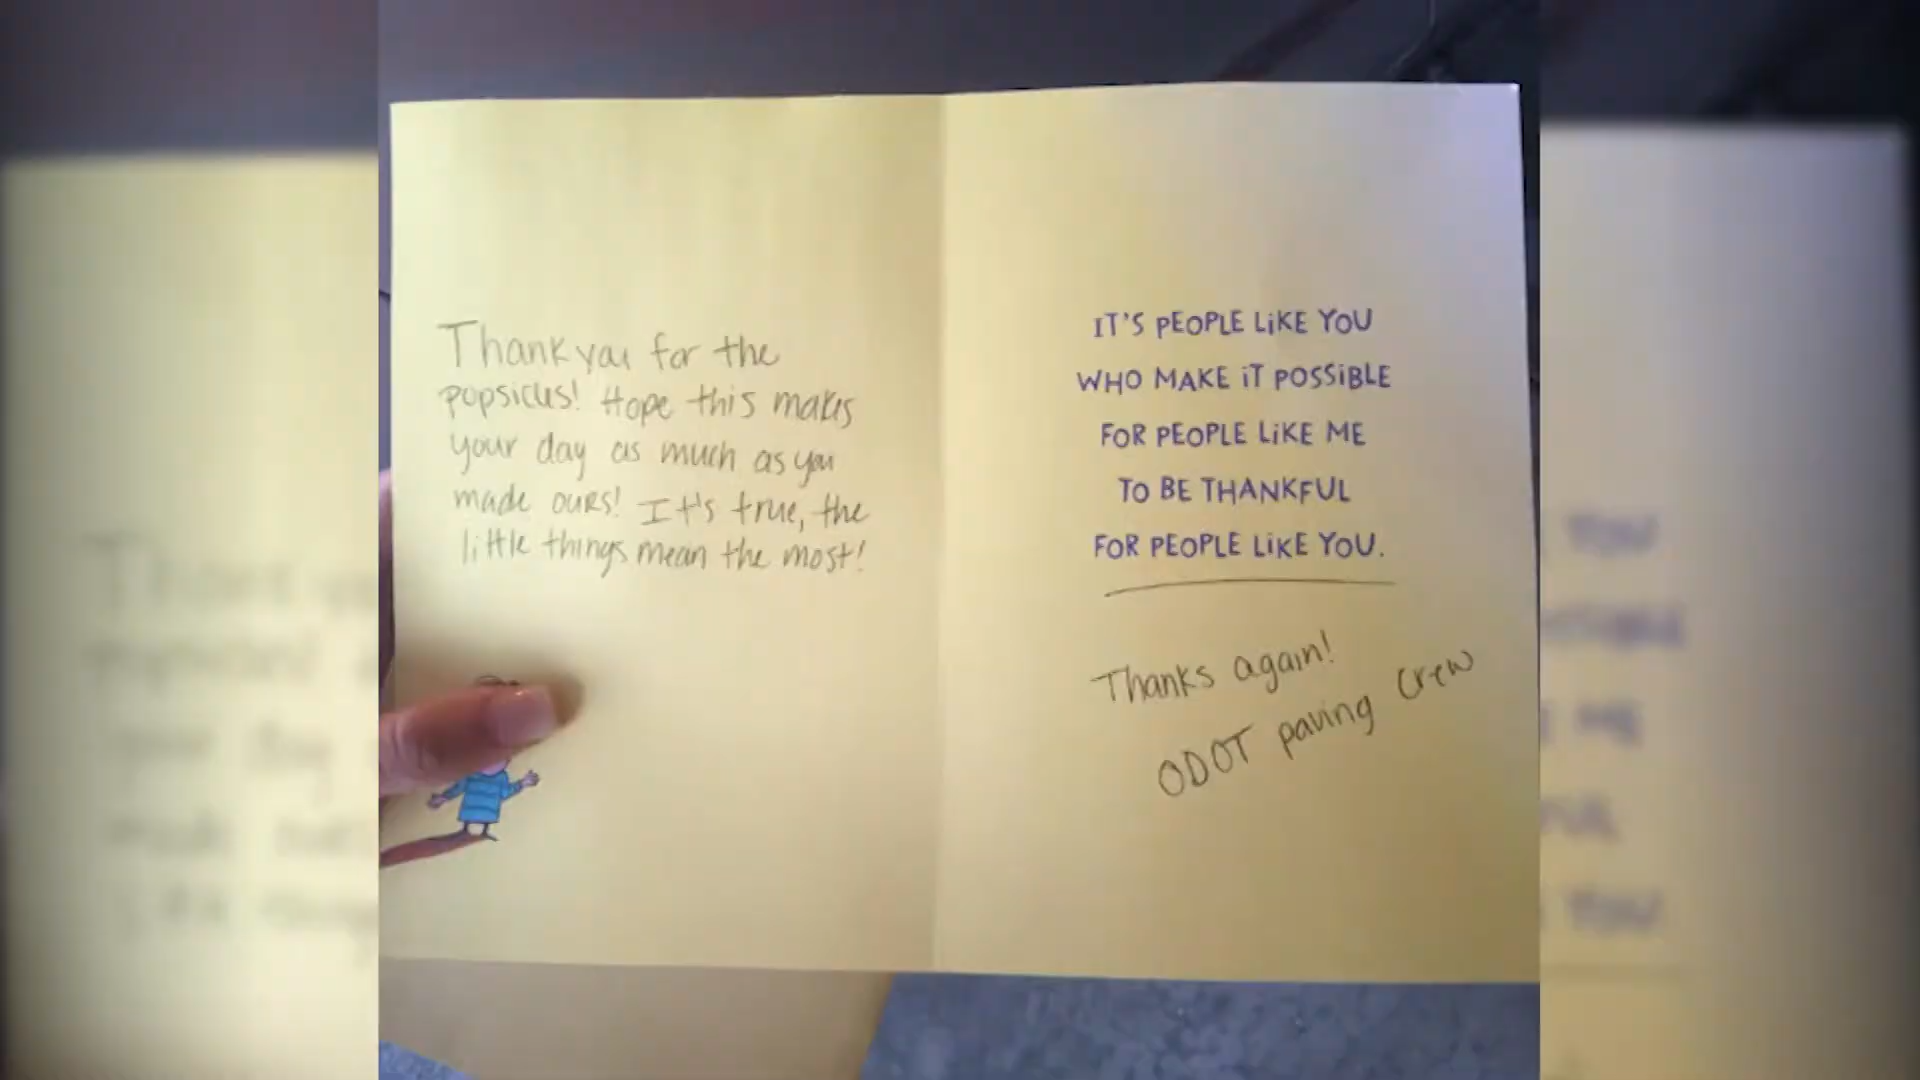 Thank you for the
popsicles! Hope this makes
your day as much as you
made ours! It's true, the
little things mean the most!
IT'S PEOPLE LiKE YOU
WHO MAKE iT POSSiBLE
FOR PEOPLE LiKE ME
TO BE THANKFUL
FOR PEOPLE LiKE YOU.
Thanks again!
ODOT paving crew